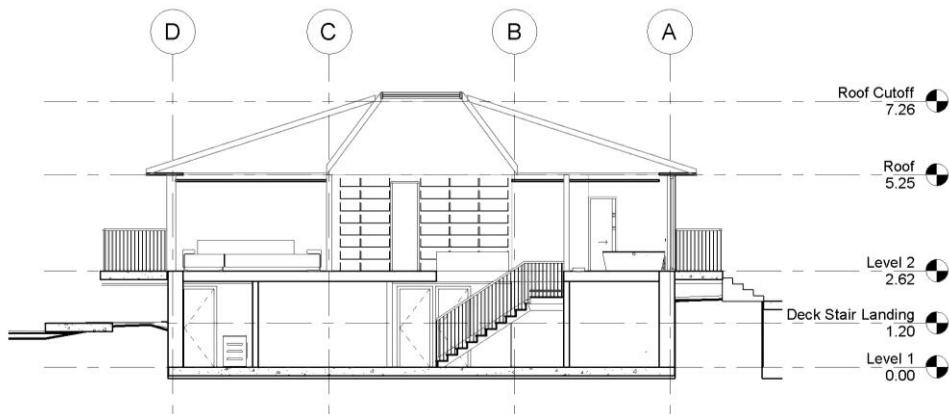 D C B A
Roof Cutoff
7.26
Roof
5.25
Level 2
2.62
Deck Stair Landing
1.20
Level 1
0.00